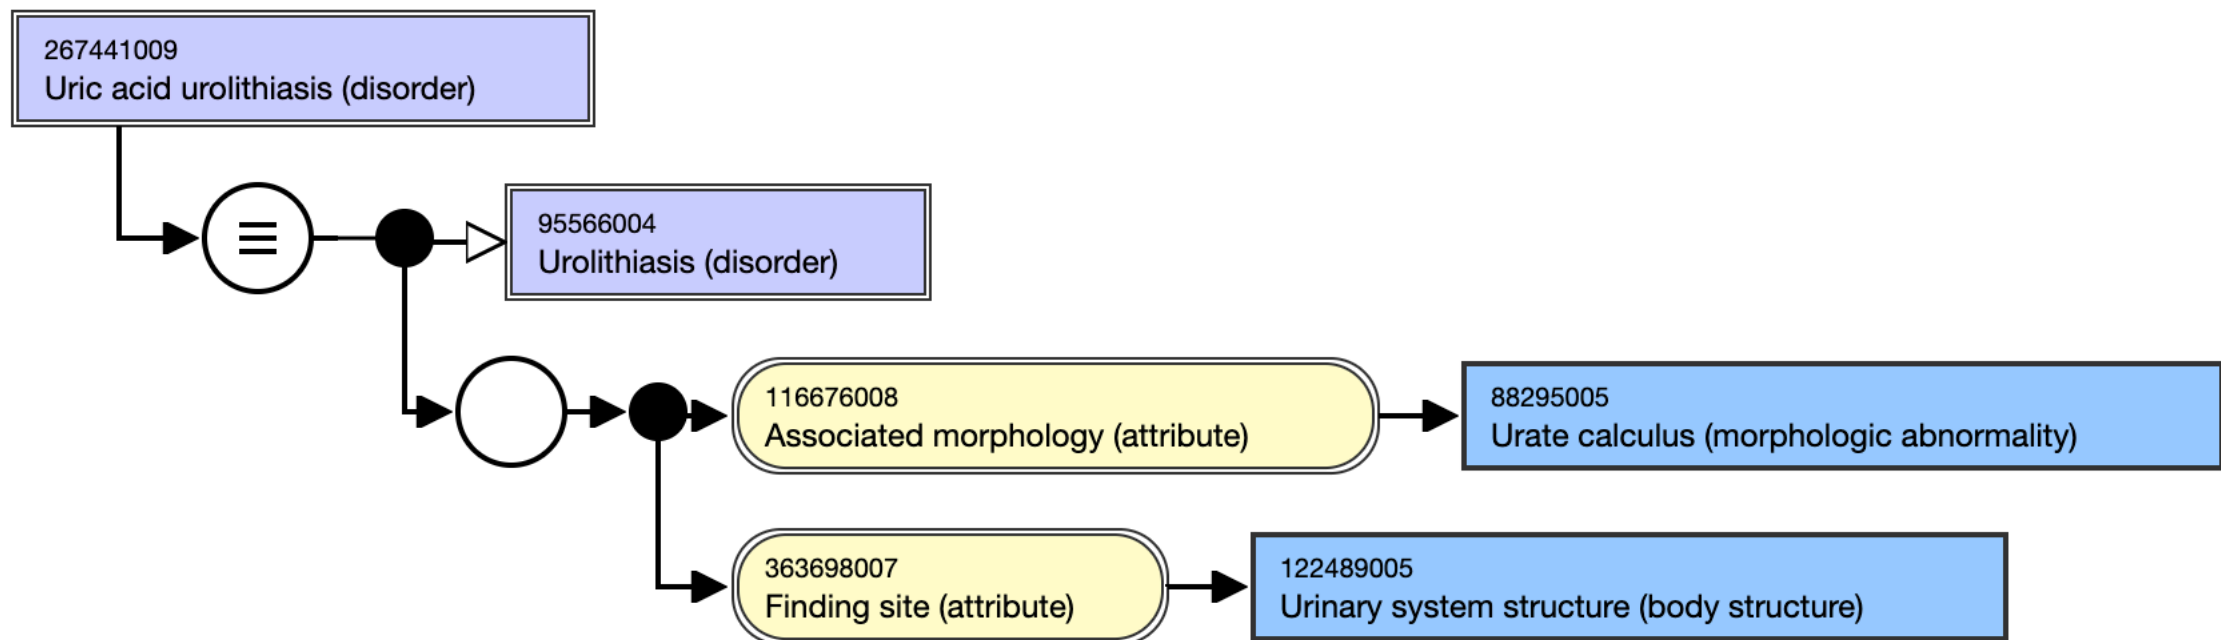 267441009
Uric acid urolithiasis (disorder)
95566004
Urolithiasis (disorder)
116676008
Associated morphology (attribute)
88295005
Urate calculus (morphologic abnormality)
363698007
Finding site (attribute)
122489005
Urinary system structure (body structure)